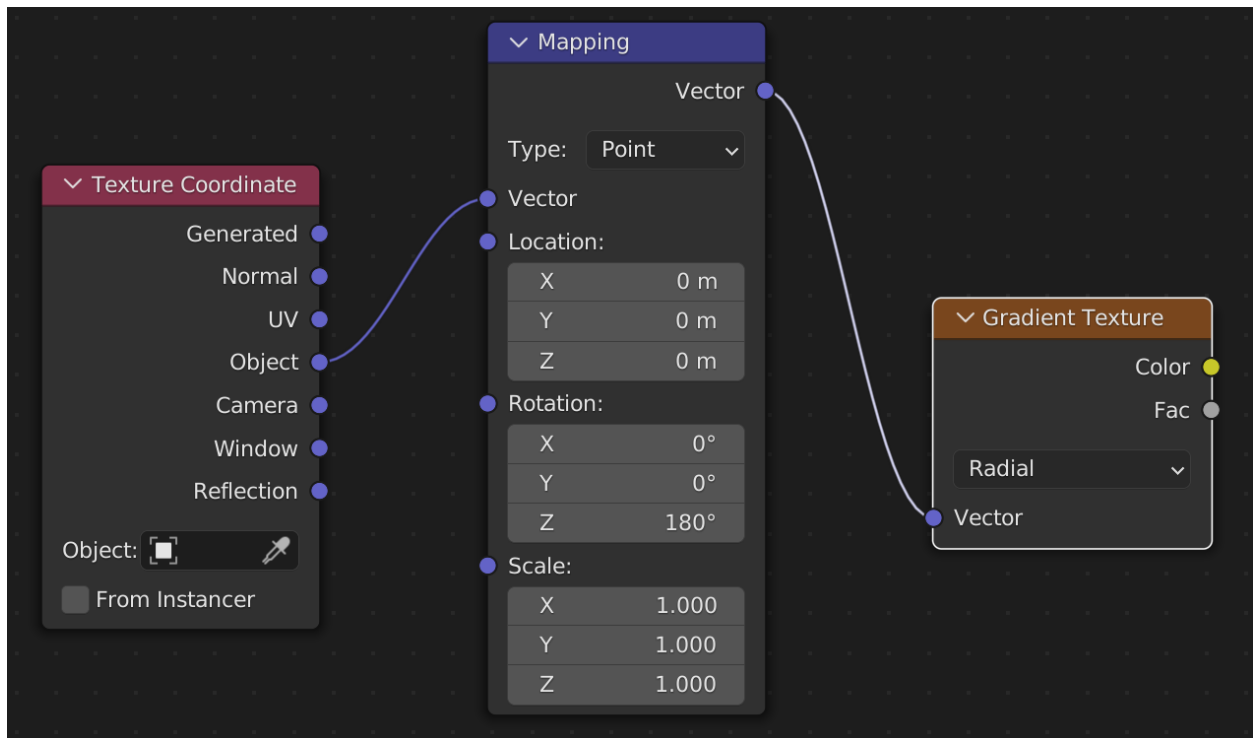 Texture Coordinate
Generated
Normal
UV
Object
Camera
Window
Reflection
Object:
From Instancer
Mapping
Vector
Type: Point
Vector
Location:
X 0 m
Y 0 m
Z 0 m
Rotation:
X 0°
Y 0°
Z 180°
Scale:
X 1.000
Y 1.000
Z 1.000
Gradient Texture
Color
Fac
Radial
Vector